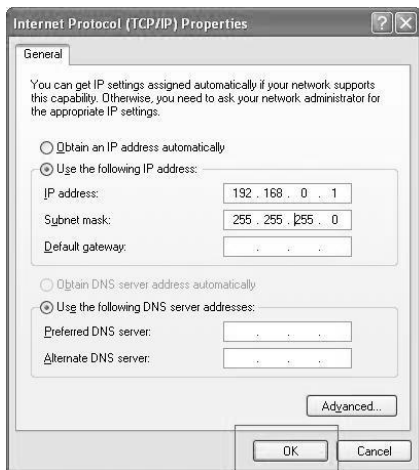 Internet Protocol (TCP/IP) Properties
General
You can get IP settings assigned automatically if your network supports
this capability. Otherwise, you need to ask your network administrator for
the appropriate IP settings.
Obtain an IP address automatically
Use the following IP address:
IP address: 192 . 168 . 0 . 1
Subnet mask: 255 . 255 . 255 . 0
Default gateway: . . .
Obtain DNS server address automatically
Use the following DNS server addresses:
Preferred DNS server: . . .
Alternate DNS server: . . .
Advanced...
OK Cancel